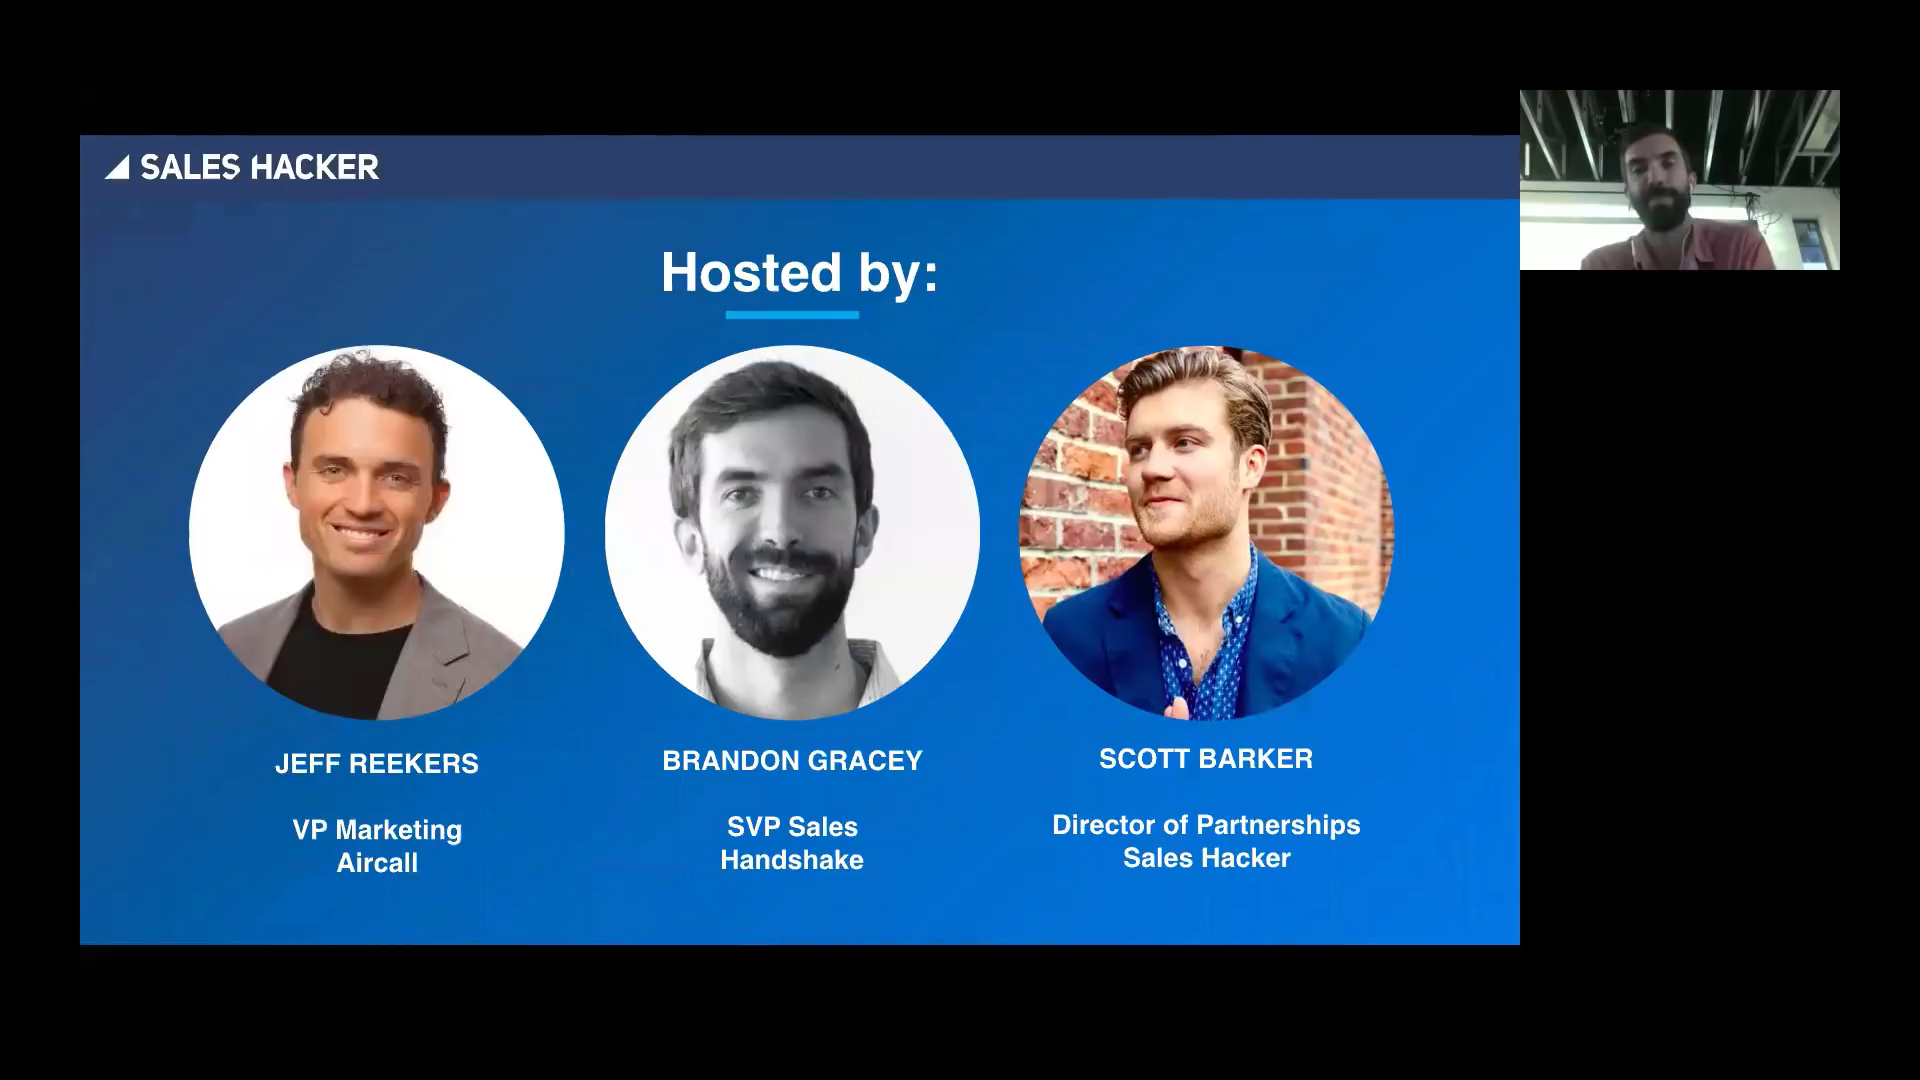 SALES HACKER
Hosted by:
JEFF REEKERS
VP Marketing
Aircall
BRANDON GRACEY
SVP Sales
Handshake
SCOTT BARKER
Director of Partnerships
Sales Hacker